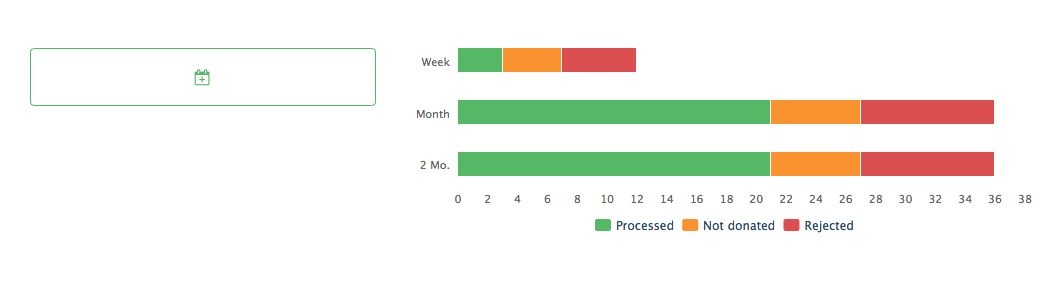 Week
Month
2 Mo.
0 2 4 6 8 10 12 14 16 18 20 22 24 26 28 30 32 34 36 38
Processed Not donated Rejected